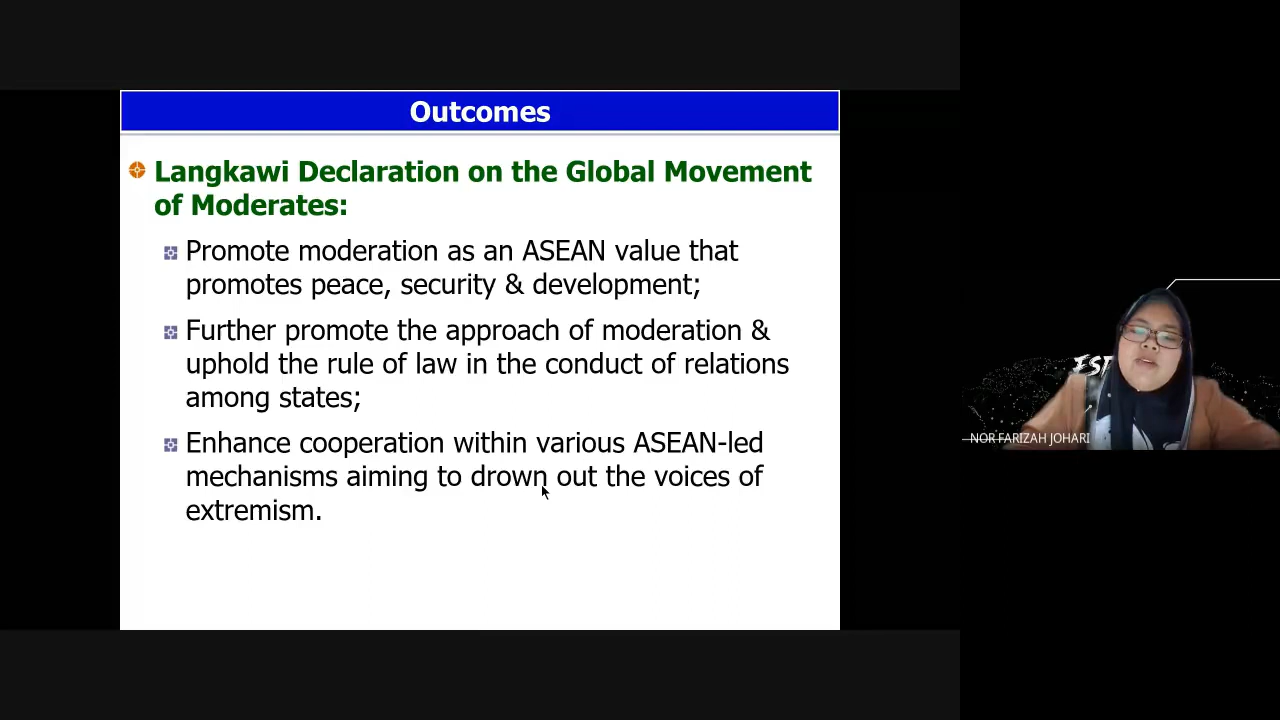 Outcomes
Langkawi Declaration on the Global Movement
of Moderates:
Promote moderation as an ASEAN value that
promotes peace, security & development;
Further promote the approach of moderation &
uphold the rule of law in the conduct of relations
among states;
Enhance cooperation within various ASEAN-led
mechanisms aiming to drown out the voices of
extremism.
NOR FARIZAH JOHARI